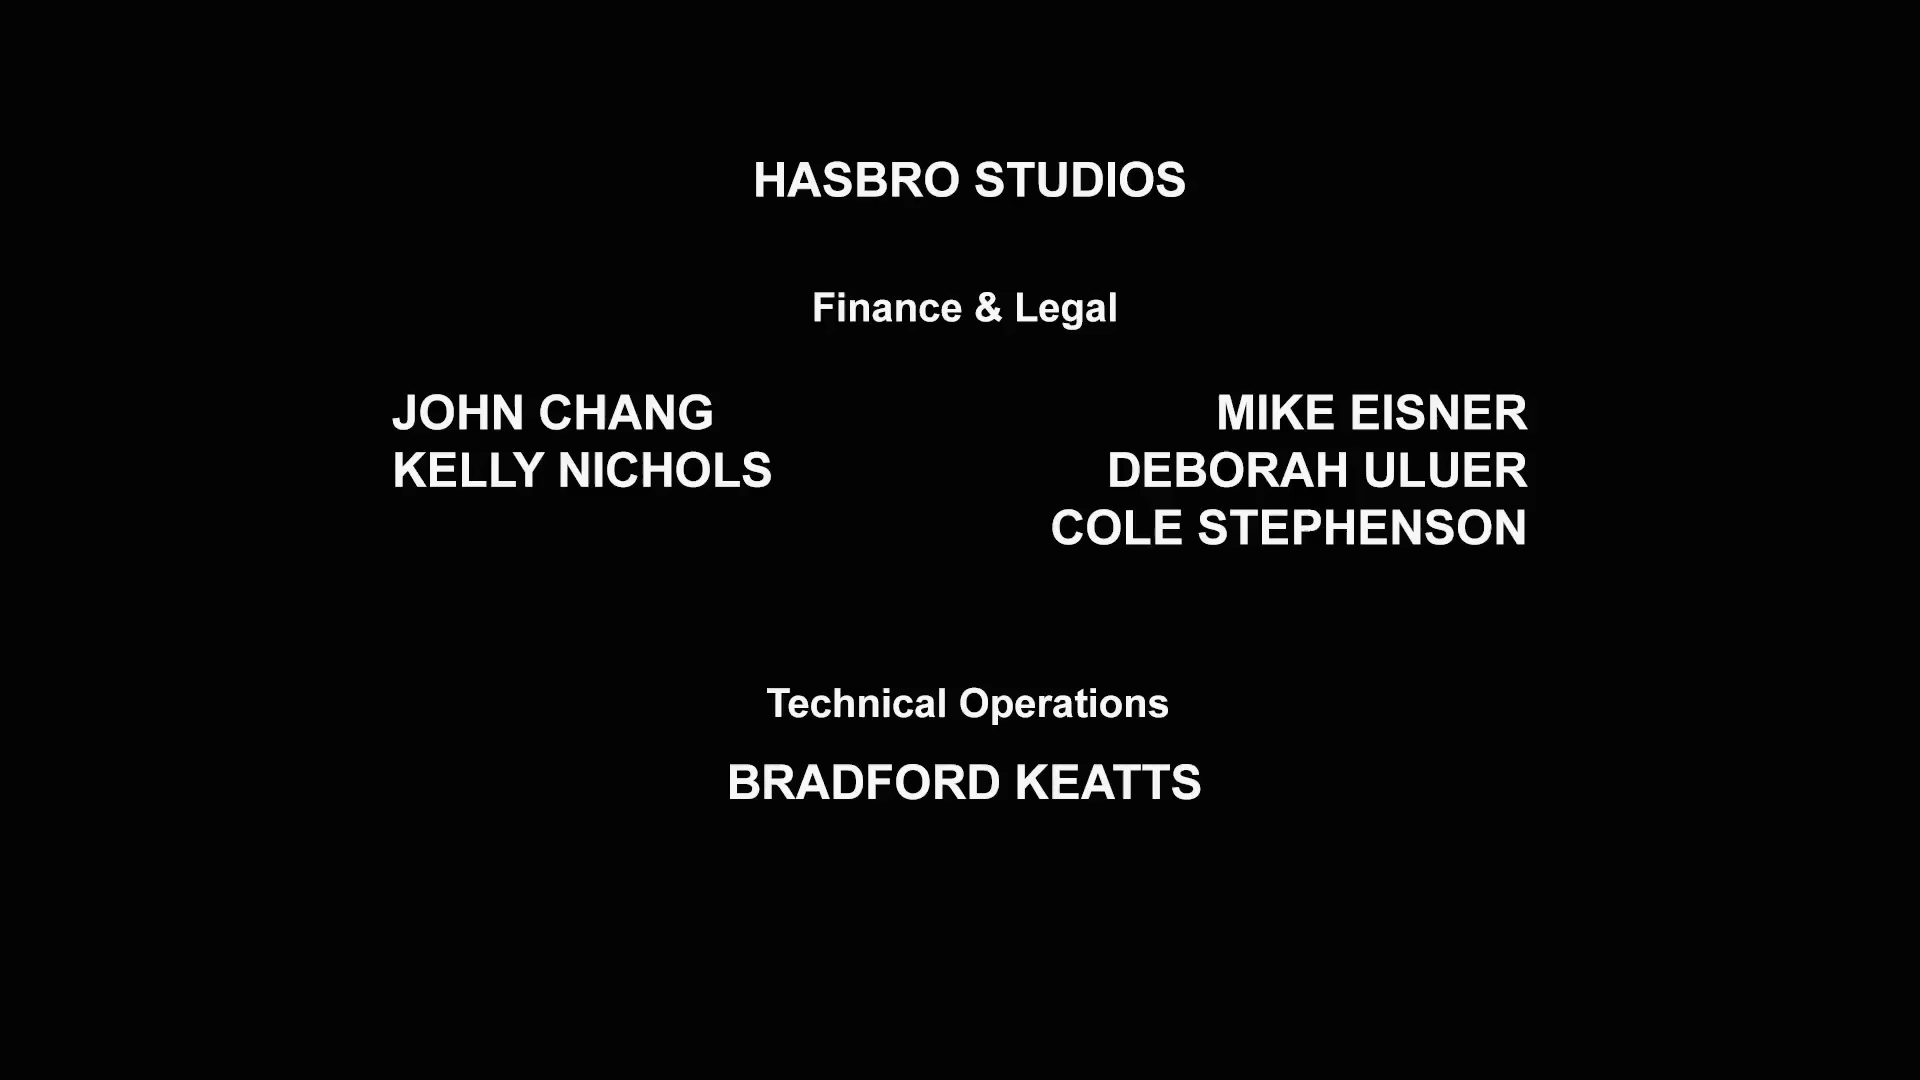 HASBRO STUDIOS
Finance & Legal
JOHN CHANG
KELLY NICHOLS
MIKE EISNER
DEBORAH ULUER
COLE STEPHENSON
Technical Operations
BRADFORD KEATTS